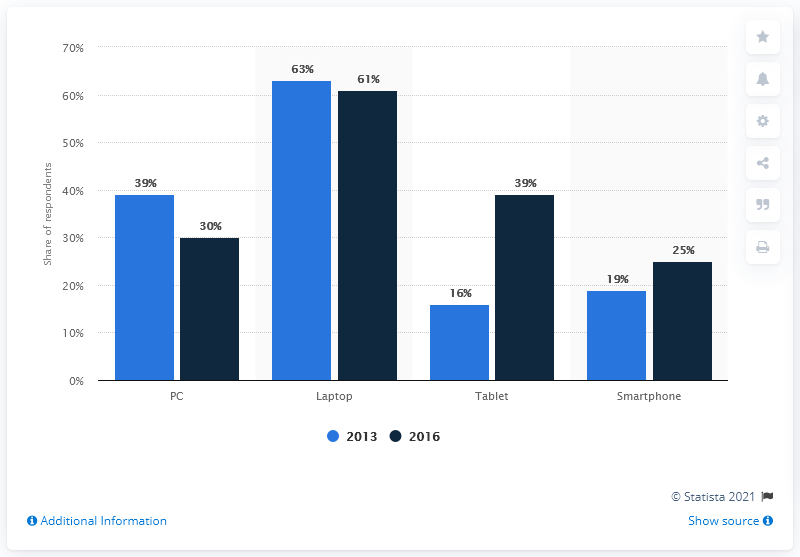 70%
60%
50%
40%
30%
20%
10%
0%
Share of respondents
39%
30%
63%
61%
16%
39%
19%
25%
PC
Laptop
Tablet
Smartphone
2013
2016
© Statista 2021
Additional Information
Show source